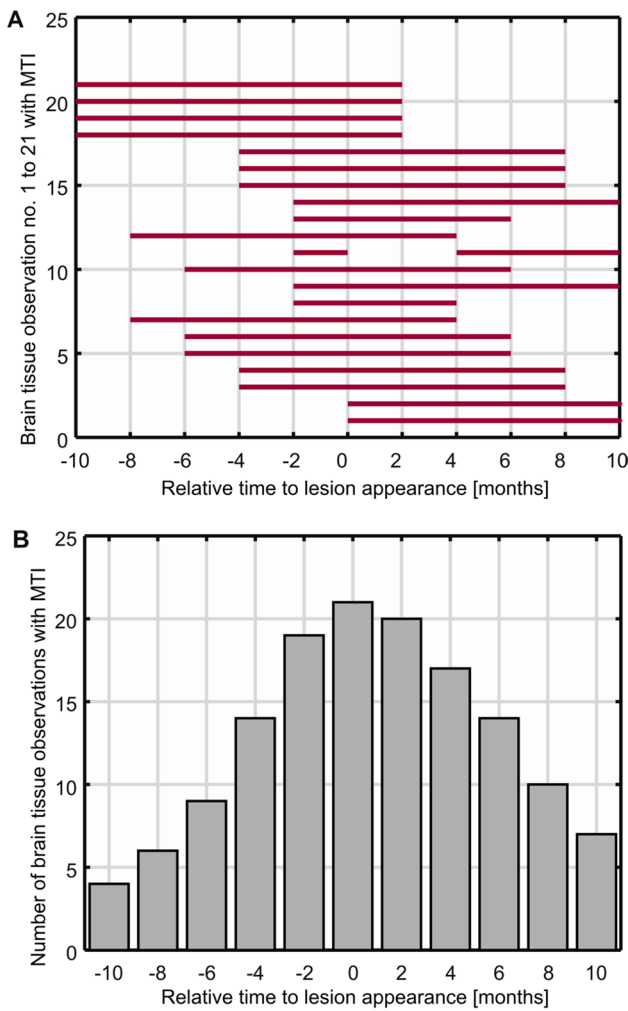 A
Brain tissue observation no. 1 to 21 with MTI
25
20
15
10
5
0
-10 -8 -6 -4 -2 0 2 4 6 8 10
Relative time to lesion appearance [months]
B
Number of brain tissue observations with MTI
25
20
15
10
5
0
-10 -8 -6 -4 -2 0 2 4 6 8 10
Relative time to lesion appearance [months]